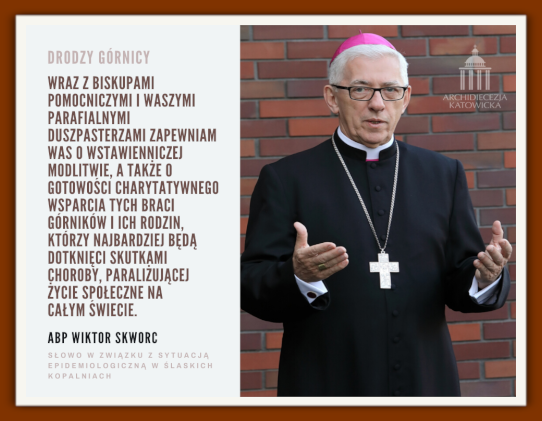 DRODZY GÓRNICY
WRAZ Z BISKUPAMI
POMOCNICZYMI I WASZYMI
PARAFIALNYMI
DUSZPASTERZAMI ZAPEWNIAM
WAS O WSTAWIENNICZEJ
MODLITWIE, A TAKŻE O
GOTOWOŚCI CHARYTATYWNEGO
WSPARCIA TYCH BRACI
GÓRNIKÓW I ICH RODZIN,
KTÓRZY NAJBARDZIEJ BĘDĄ
DOTKNIĘCI SKUTKAMI
CHOROBY, PARALIŻUJĄCEJ
ŻYCIE SPOŁECZNE NA
CAŁYM ŚWIECIE.
ABP WIKTOR SKWORC
SŁOWO W ZWIĄZKU Z SYTUACJĄ
EPIDEMIOLOGICZNĄ W ŚLĄSKICH
KOPALNIACH
ARCHIDIECEZJA
KATOWICKA